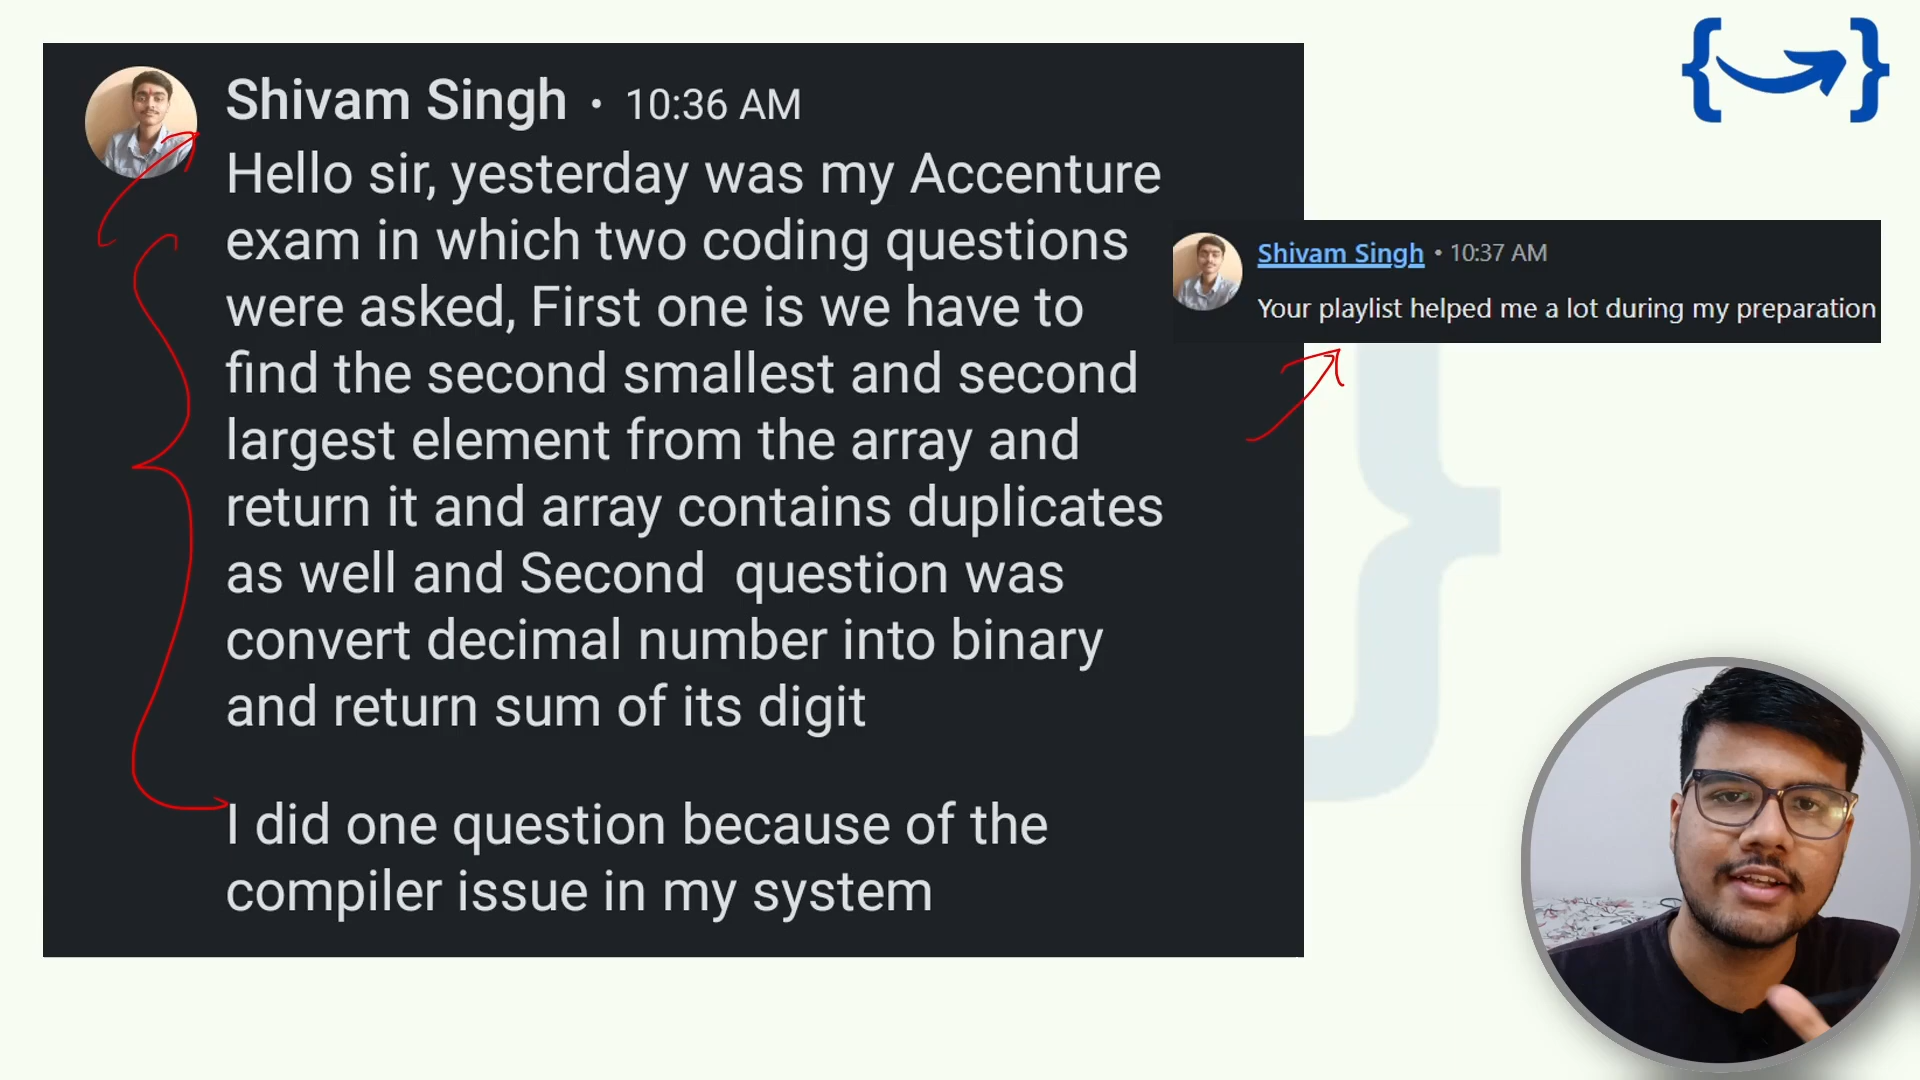 Shivam Singh • 10:36 AM
Hello sir, yesterday was my Accenture
exam in which two coding questions
were asked, First one is we have to
find the second smallest and second
largest element from the array and
return it and array contains duplicates
as well and Second  question was
convert decimal number into binary
and return sum of its digit
I did one question because of the
compiler issue in my system
Shivam Singh • 10:37 AM
Your playlist helped me a lot during my preparation